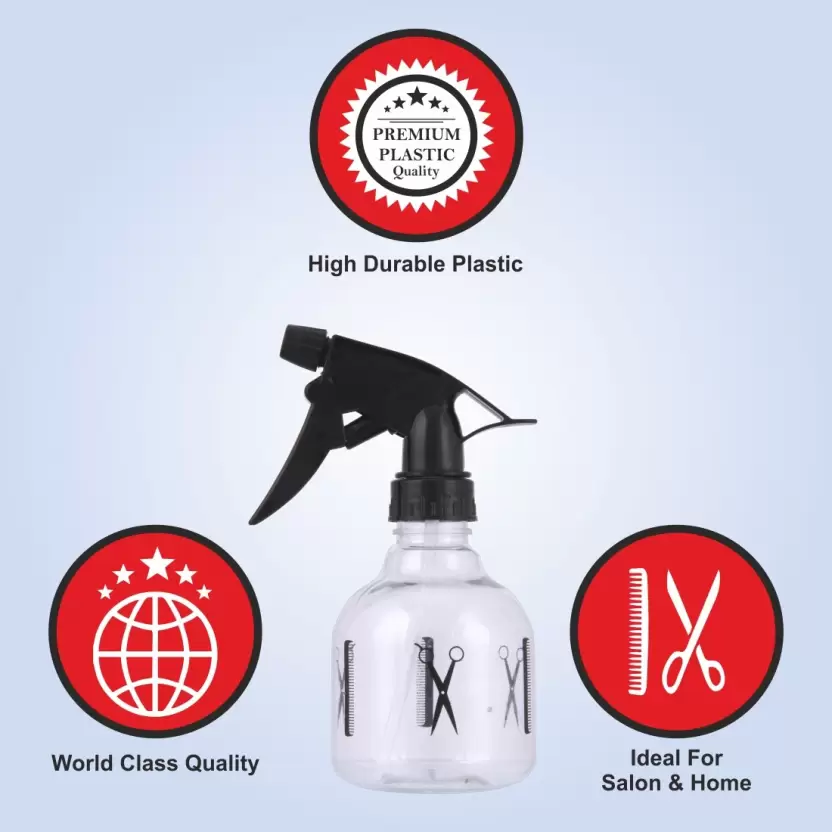 PREMIUM
PLASTIC
Quality
High Durable Plastic
World Class Quality
Ideal For
Salon & Home